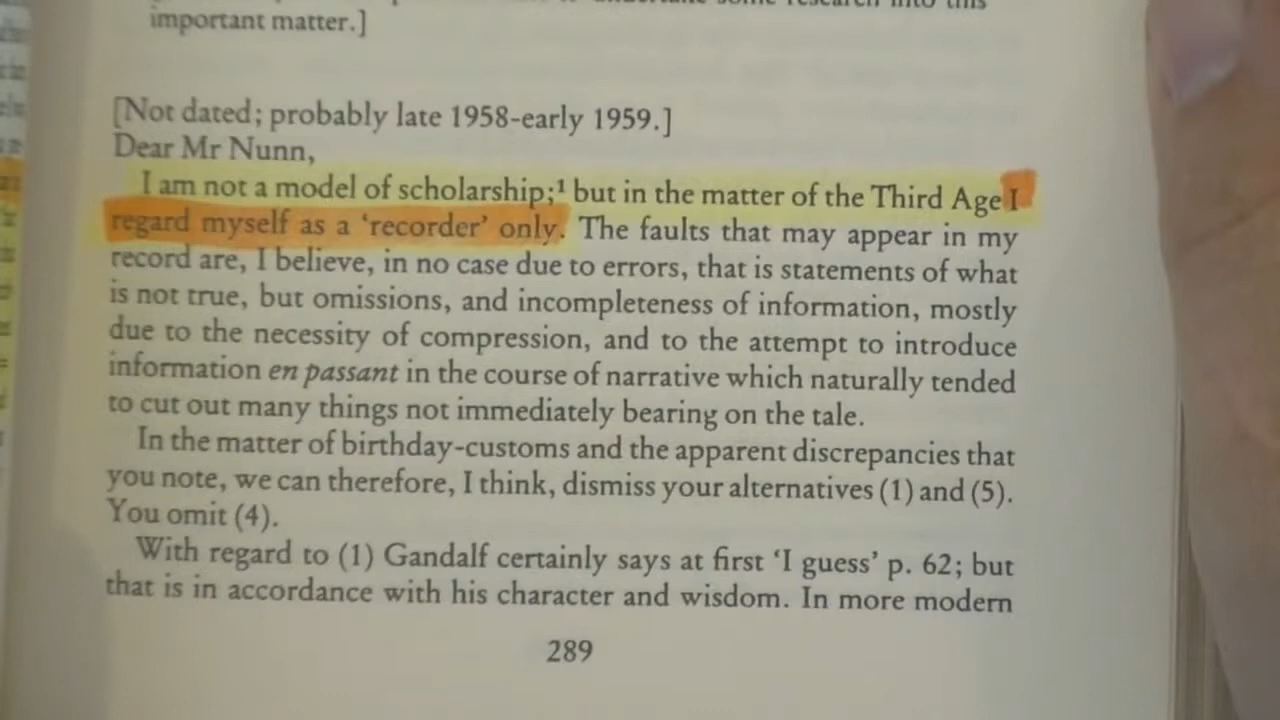 some research into this
important matter.]
[Not dated; probably late 1958-early 1959.]
Dear Mr Nunn,
I am not a model of scholarship;¹ but in the matter of the Third Age I
regard myself as a ‘recorder’ only. The faults that may appear in my
record are, I believe, in no case due to errors, that is statements of what
is not true, but omissions, and incompleteness of information, mostly
due to the necessity of compression, and to the attempt to introduce
information en passant in the course of narrative which naturally tended
to cut out many things not immediately bearing on the tale.
In the matter of birthday-customs and the apparent discrepancies that
you note, we can therefore, I think, dismiss your alternatives (1) and (5).
You omit (4).
With regard to (1) Gandalf certainly says at first ‘I guess’ p. 62; but
that is in accordance with his character and wisdom. In more modern
289